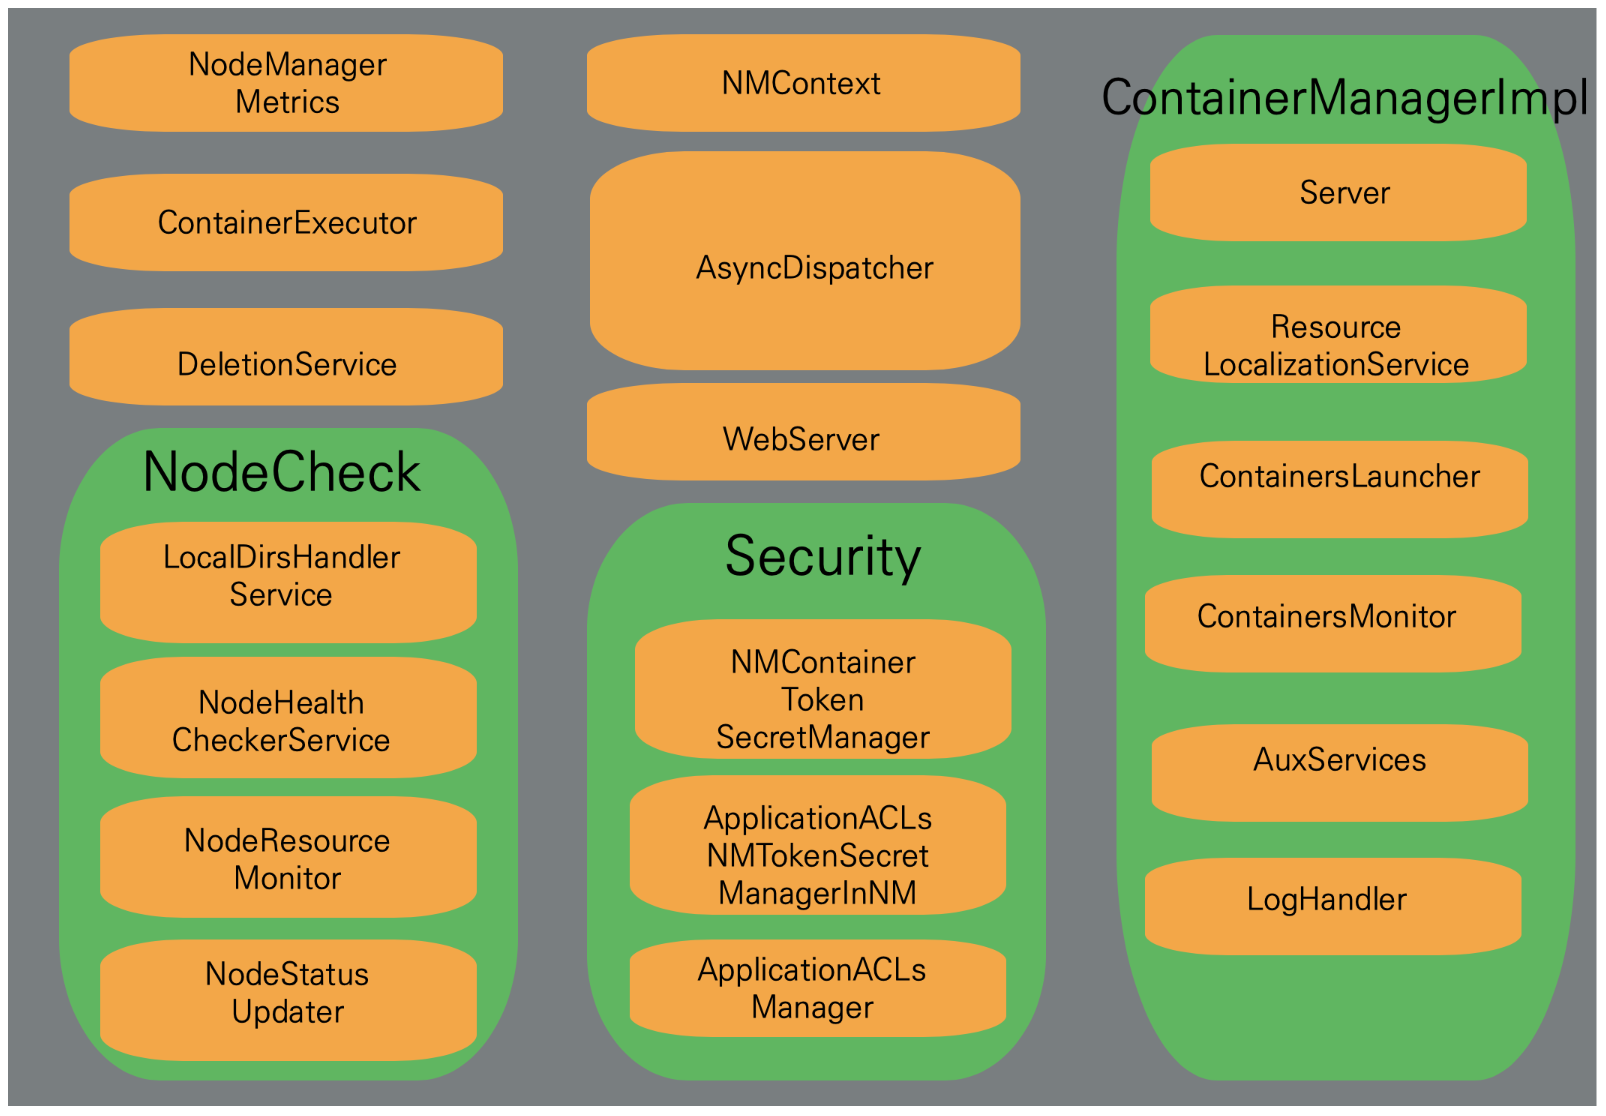 NodeManager
Metrics
ContainerExecutor
DeletionService
NodeCheck
LocalDirsHandler
Service
NodeHealth
CheckerService
NodeResource
Monitor
NodeStatus
Updater
NMContext
AsyncDispatcher
WebServer
Security
NMContainer
Token
SecretManager
ApplicationACLs
NMTokenSecret
ManagerInNM
ApplicationACLs
Manager
ContainerManagerImpl
Server
Resource
LocalizationService
ContainersLauncher
ContainersMonitor
AuxServices
LogHandler